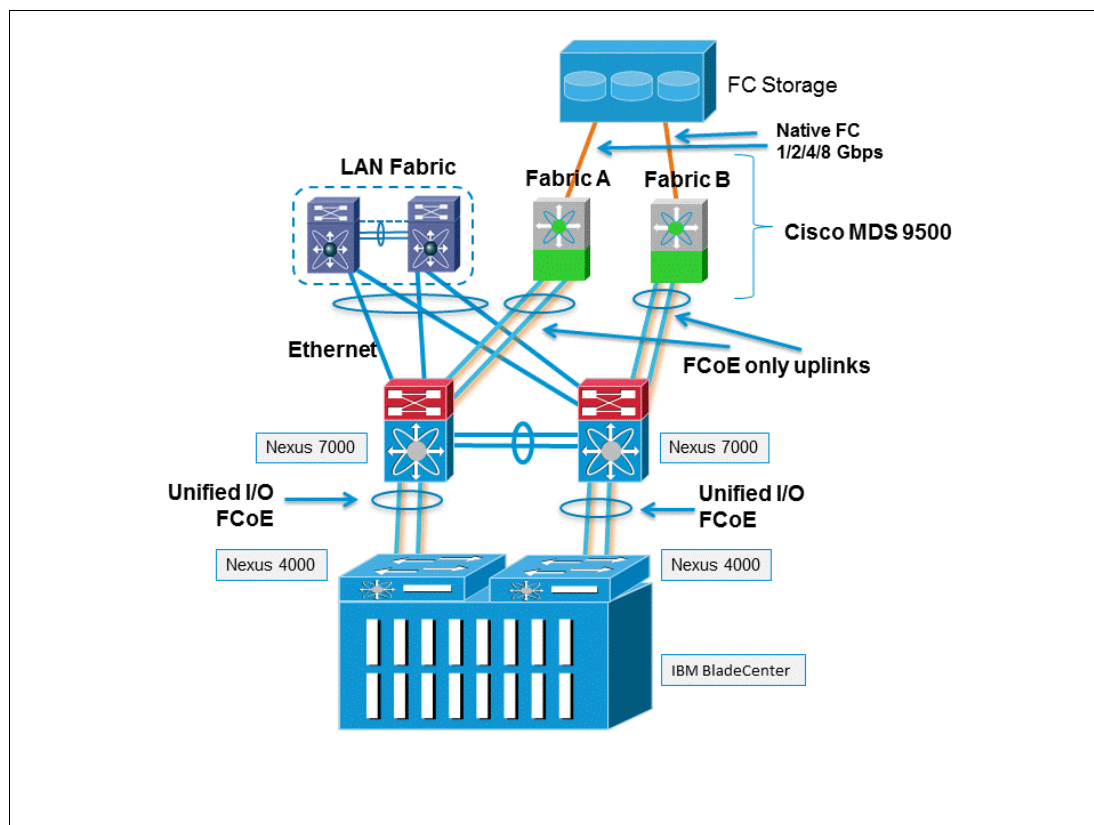 FC Storage
Native FC
1/2/4/8 Gbps
LAN Fabric
Fabric A
Fabric B
Cisco MDS 9500
Ethernet
FCoE only uplinks
Nexus 7000
Nexus 7000
Unified I/O
FCoE
Unified I/O
FCoE
Nexus 4000
Nexus 4000
IBM BladeCenter